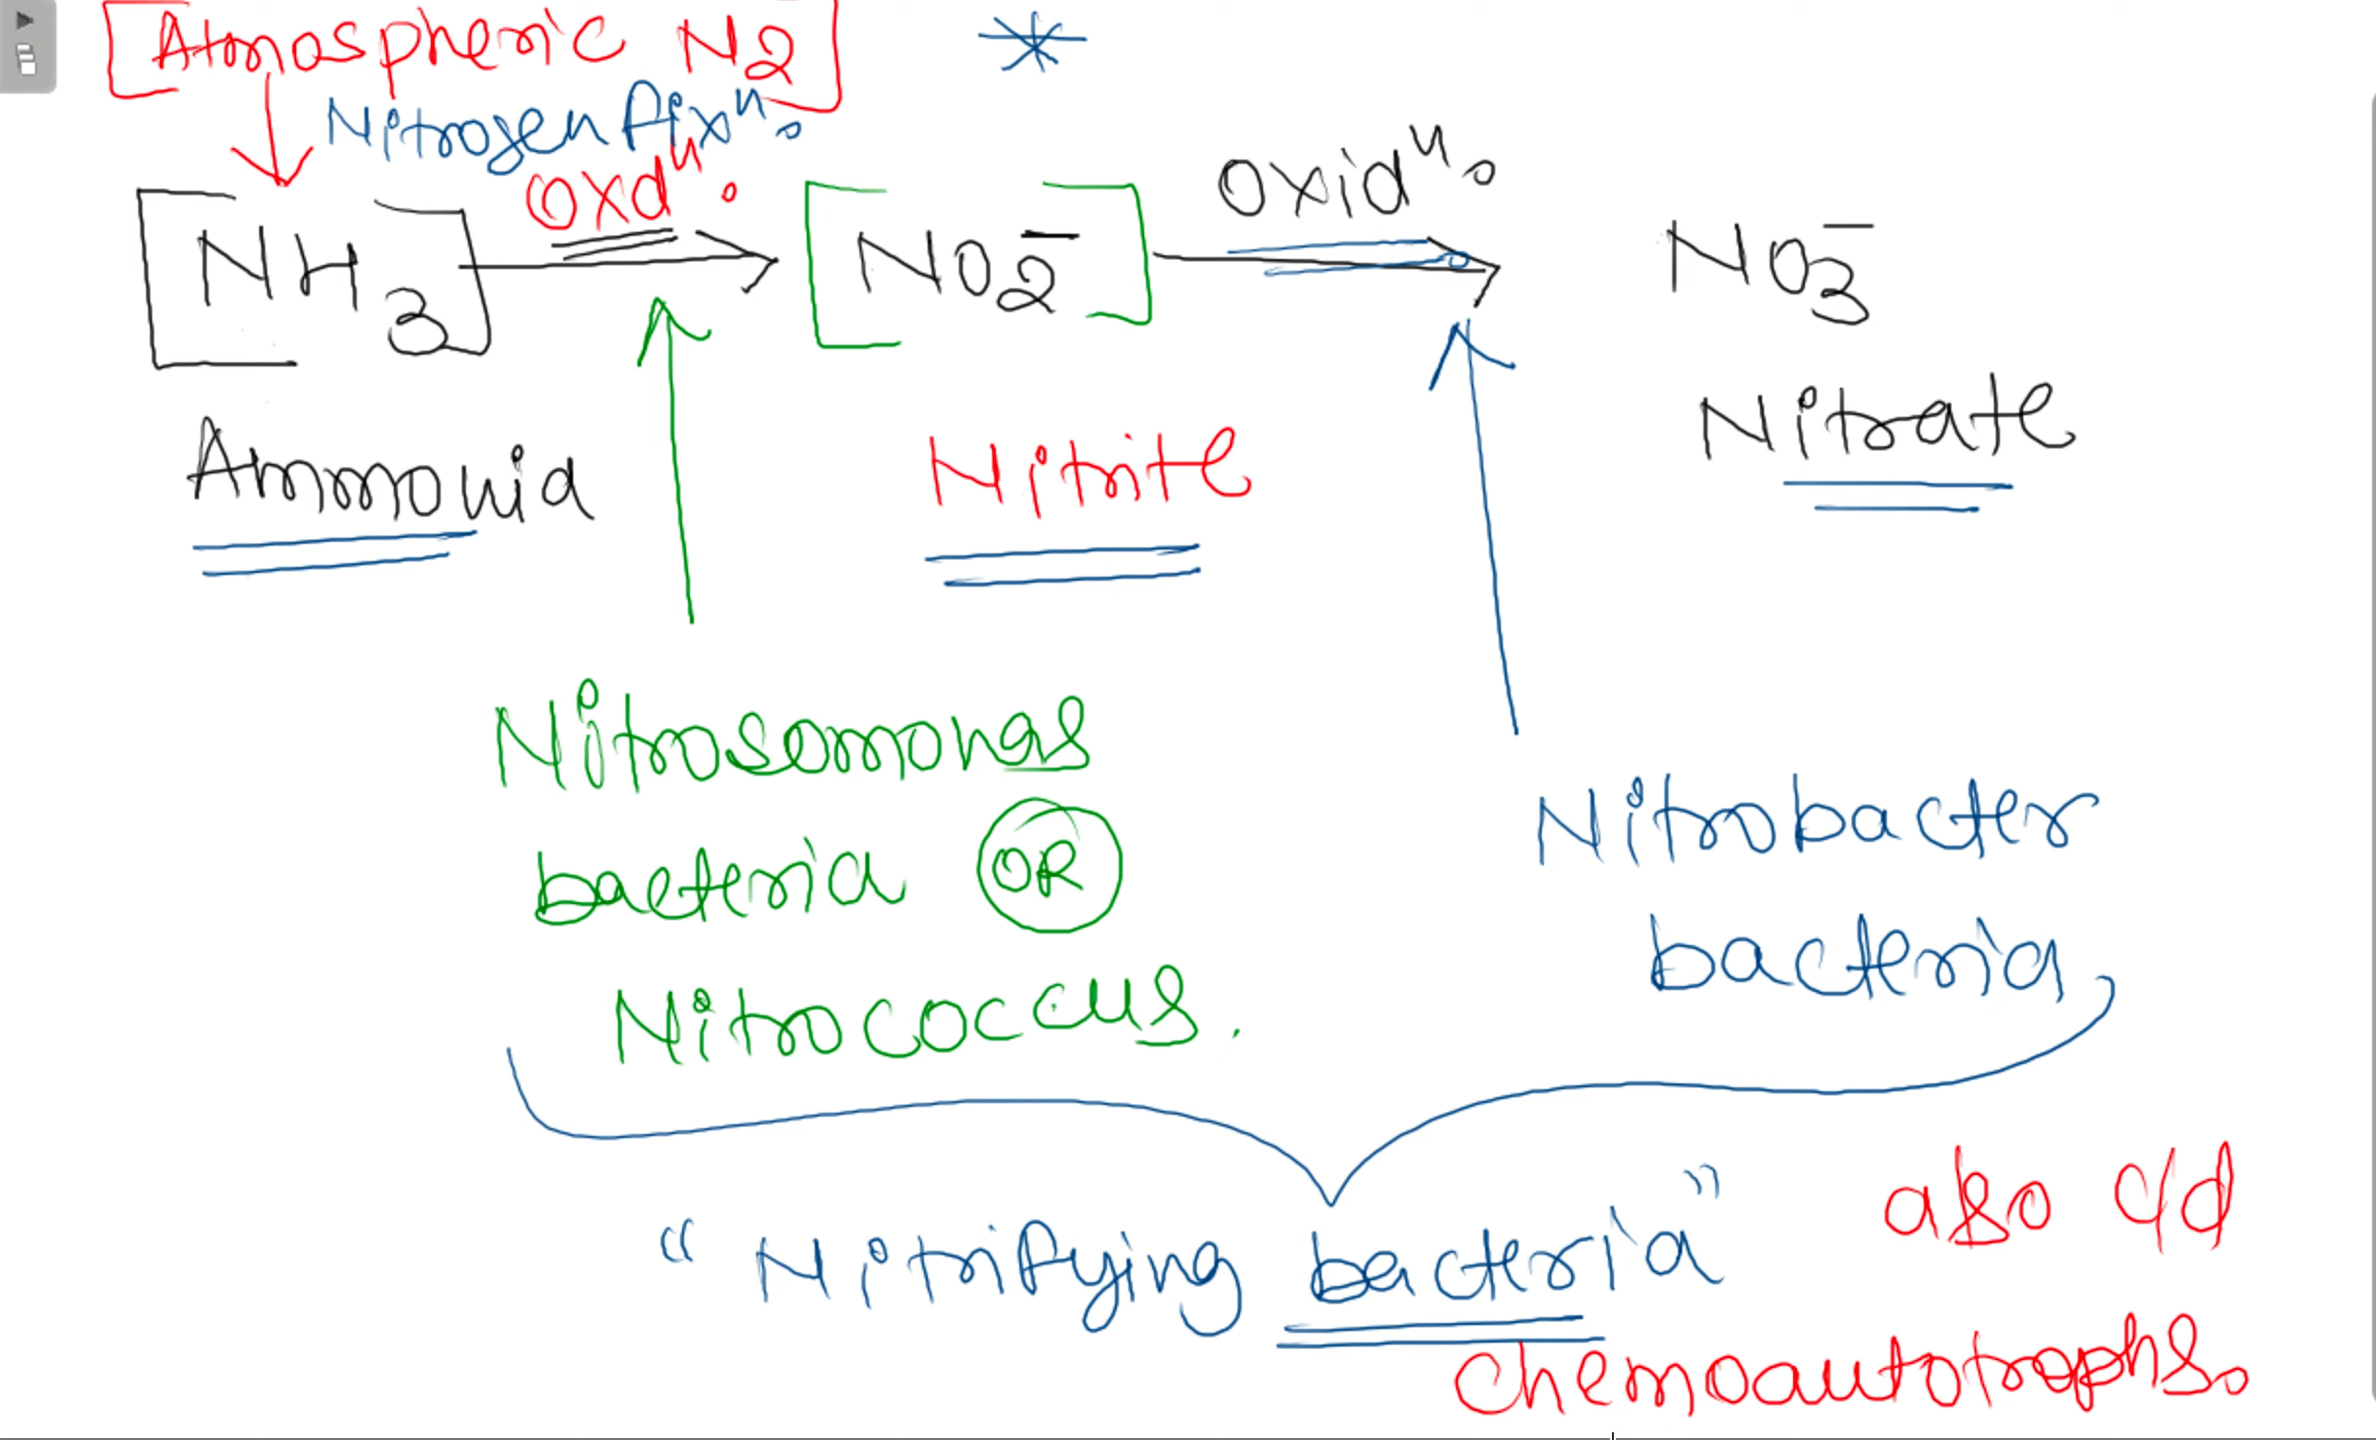 Atmospheric N2
Nitrogen fixn.
oxdn.
oxidn.
NH3
NO2-
NO3-
Ammonia
Nitrite
Nitrate
Nitrosomonas
bacteria OR
Nitrococcus.
Nitrobacter
bacteria
"Nitrifying bacteria"
also c/d
chemoautotrophs.